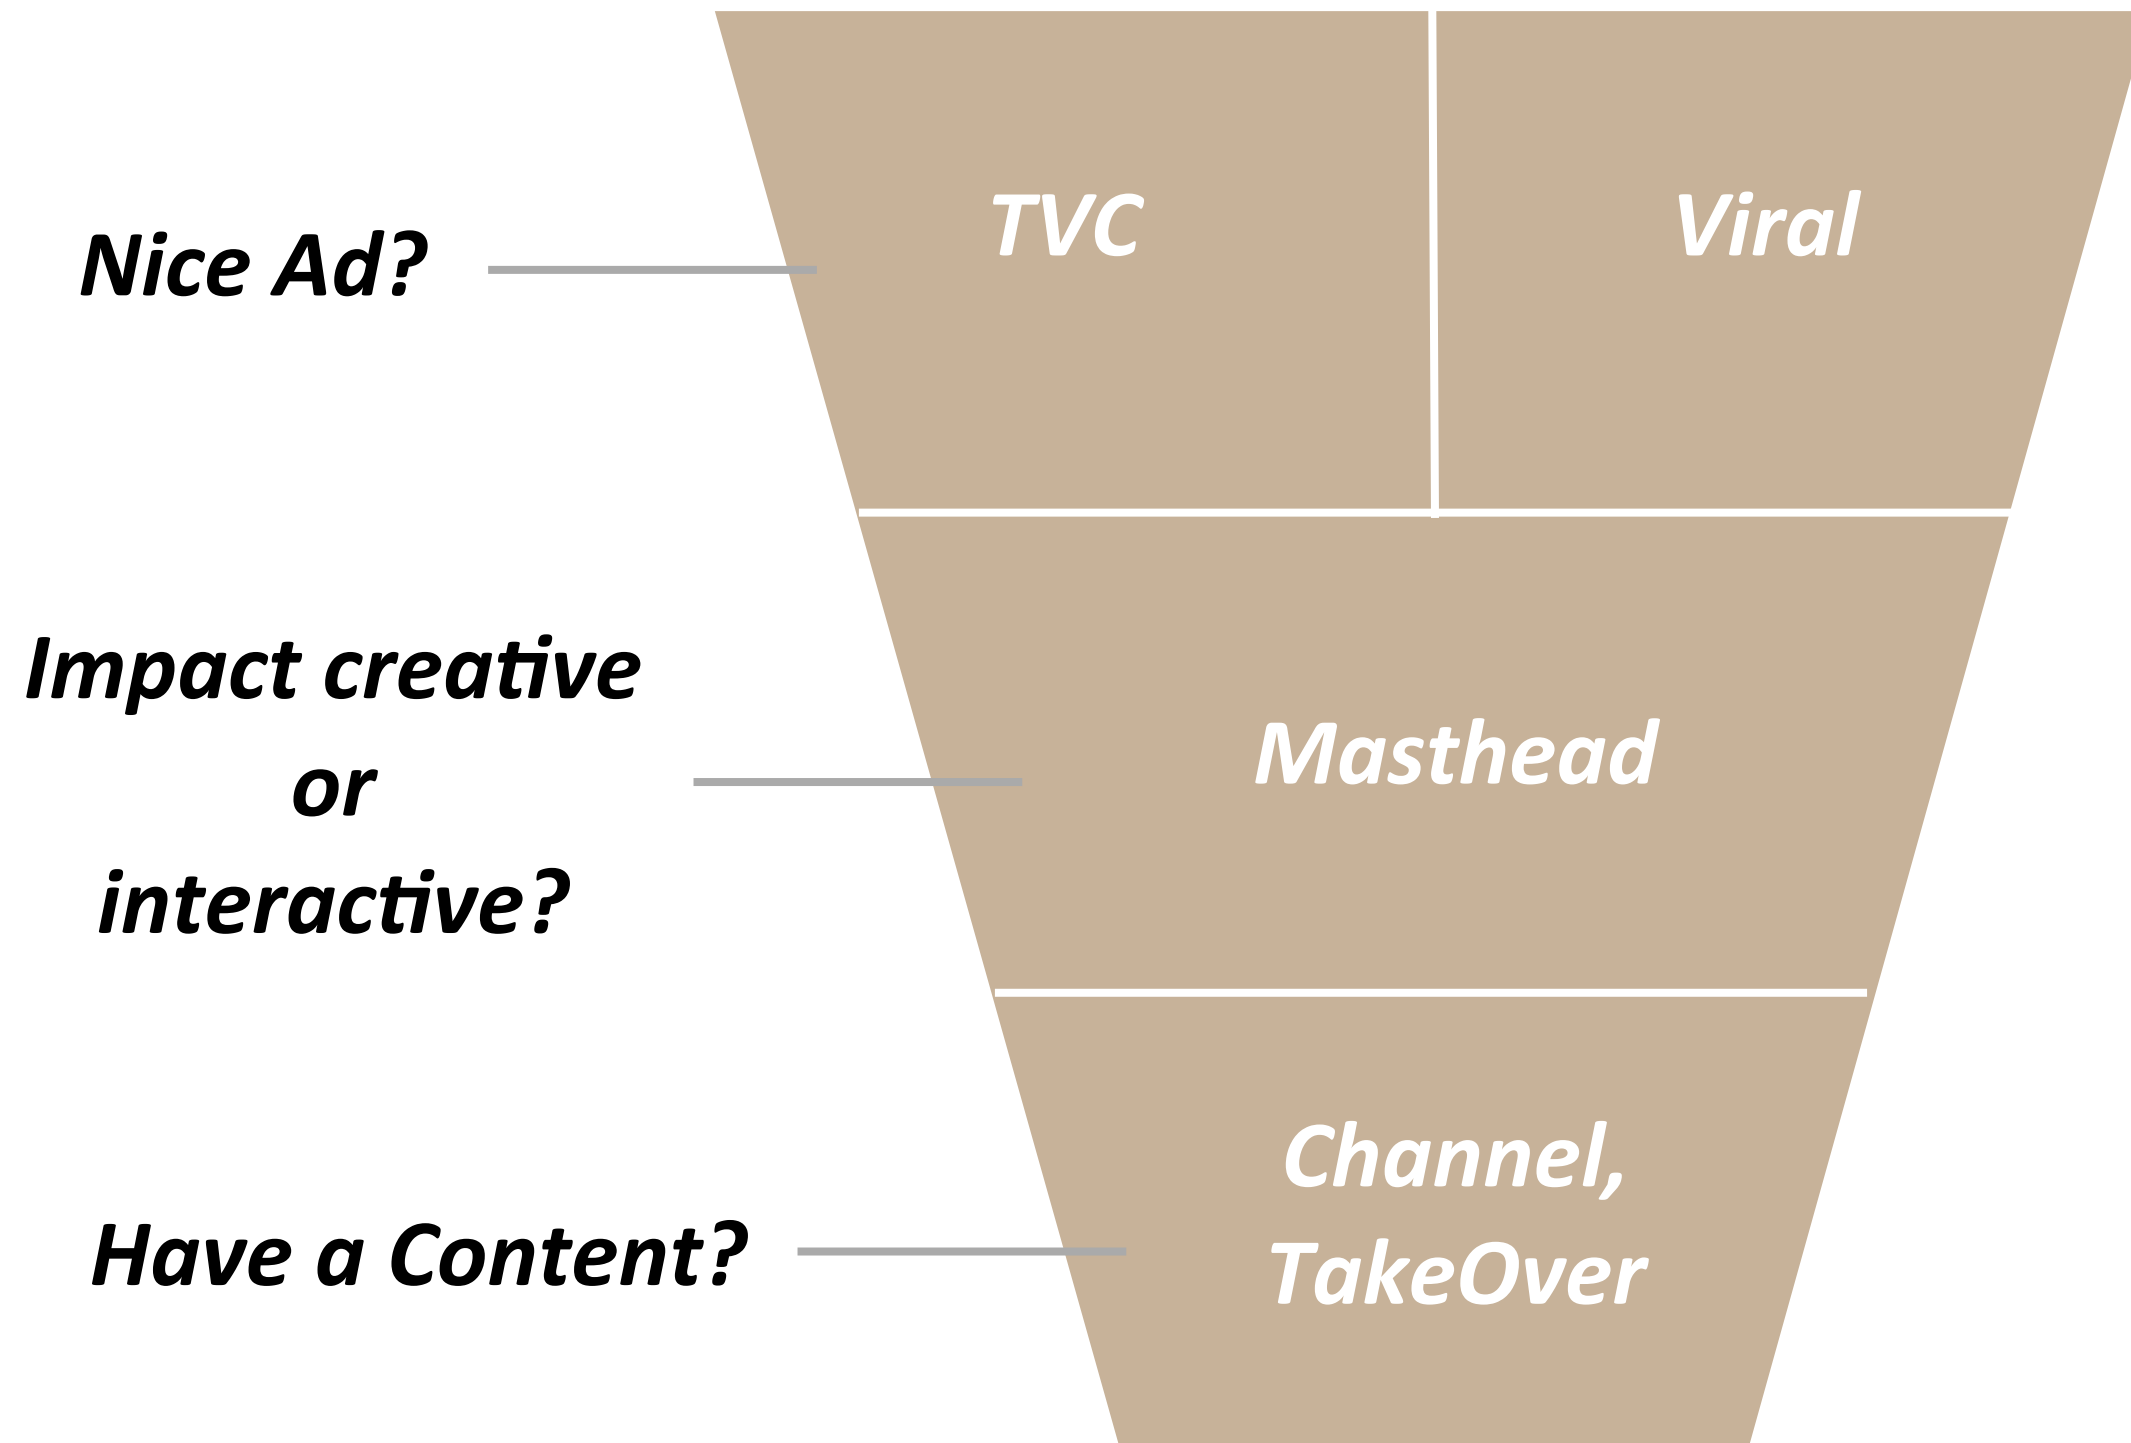 TVC
Viral
Nice Ad?
Impact creative
or
interactive?
Masthead
Channel,
TakeOver
Have a Content?